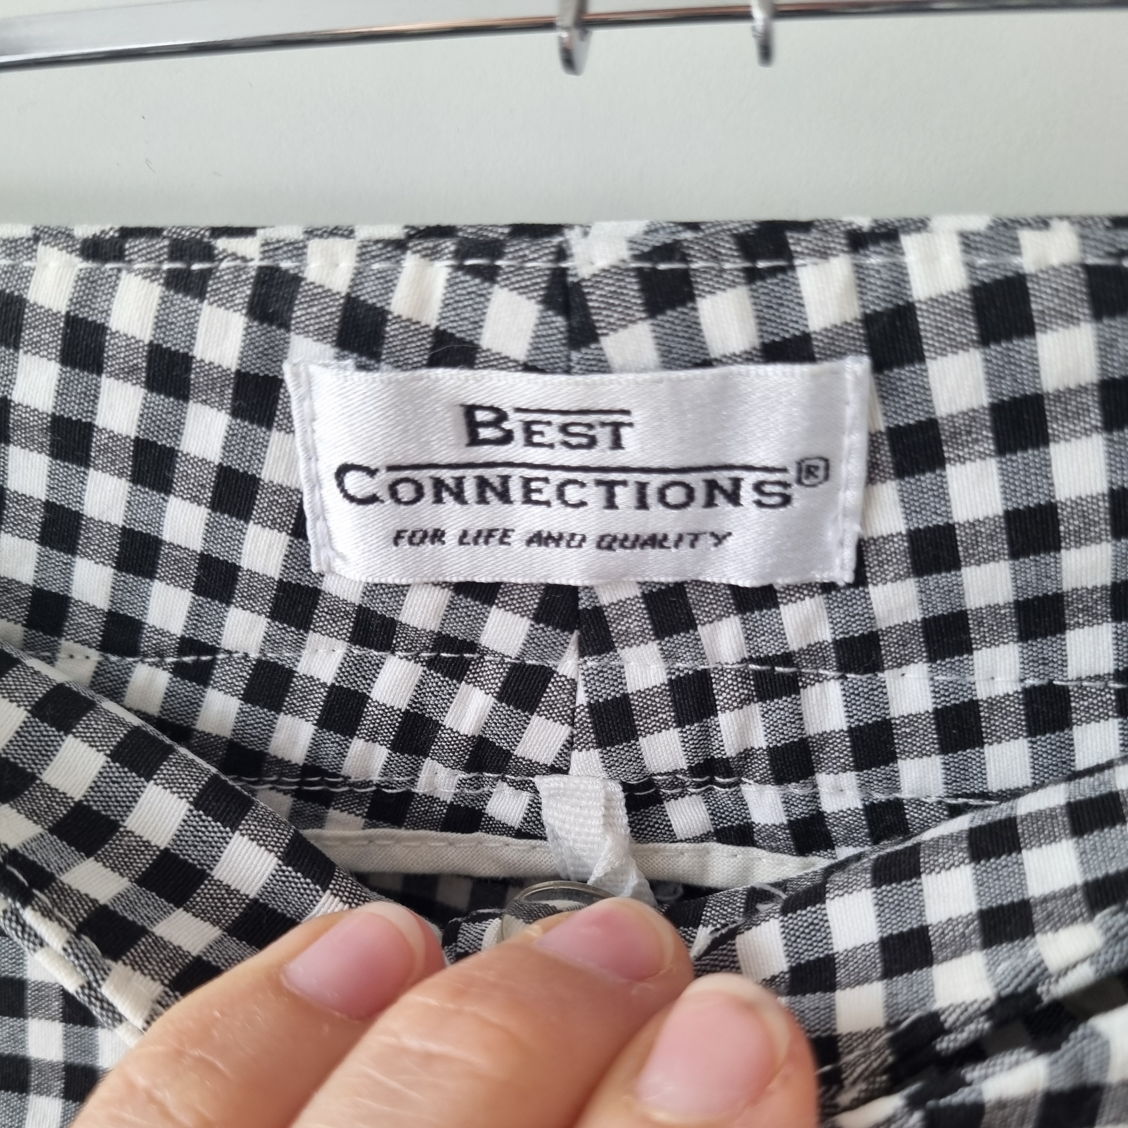 BEST
CONNECTIONS®
FOR LIFE AND QUALITY